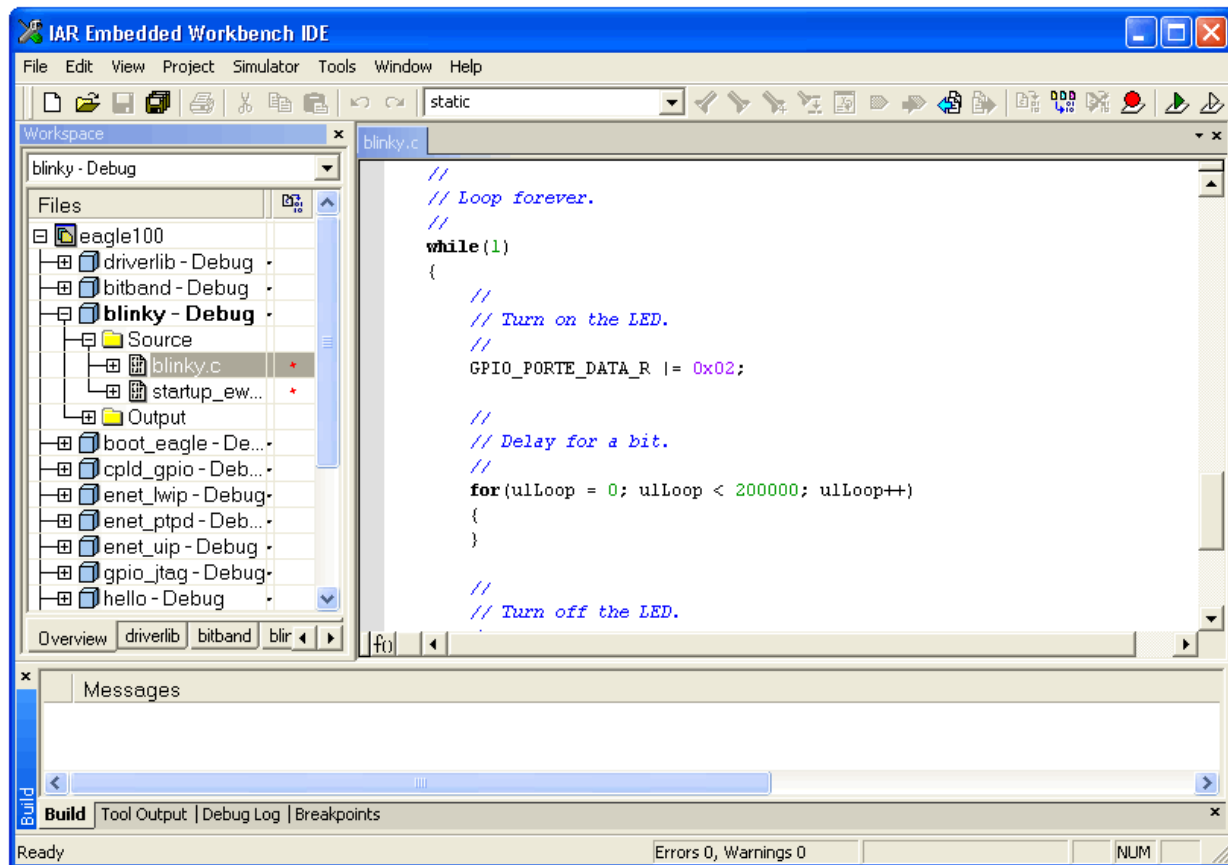 IAR Embedded Workbench IDE
File Edit View Project Simulator Tools Window Help
static
Workspace
blinky - Debug
Files
eagle100
driverlib - Debug
bitband - Debug
blinky - Debug
Source
blinky.c
startup_ew...
Output
boot_eagle - De...
cpld_gpio - Deb...
enet_lwip - Debug
enet_ptpd - Deb...
enet_uip - Debug
gpio_jtag - Debug
hello - Debug
Overview driverlib bitband blin
blinky.c
//
// Loop forever.
//
while(1)
{
//
// Turn on the LED.
//
GPIO_PORTE_DATA_R |= 0x02;
//
// Delay for a bit.
//
for(ulLoop = 0; ulLoop < 200000; ulLoop++)
{
}
//
// Turn off the LED.
f()
Messages
Build
Build Tool Output | Debug Log | Breakpoints
Ready
Errors 0, Warnings 0
NUM